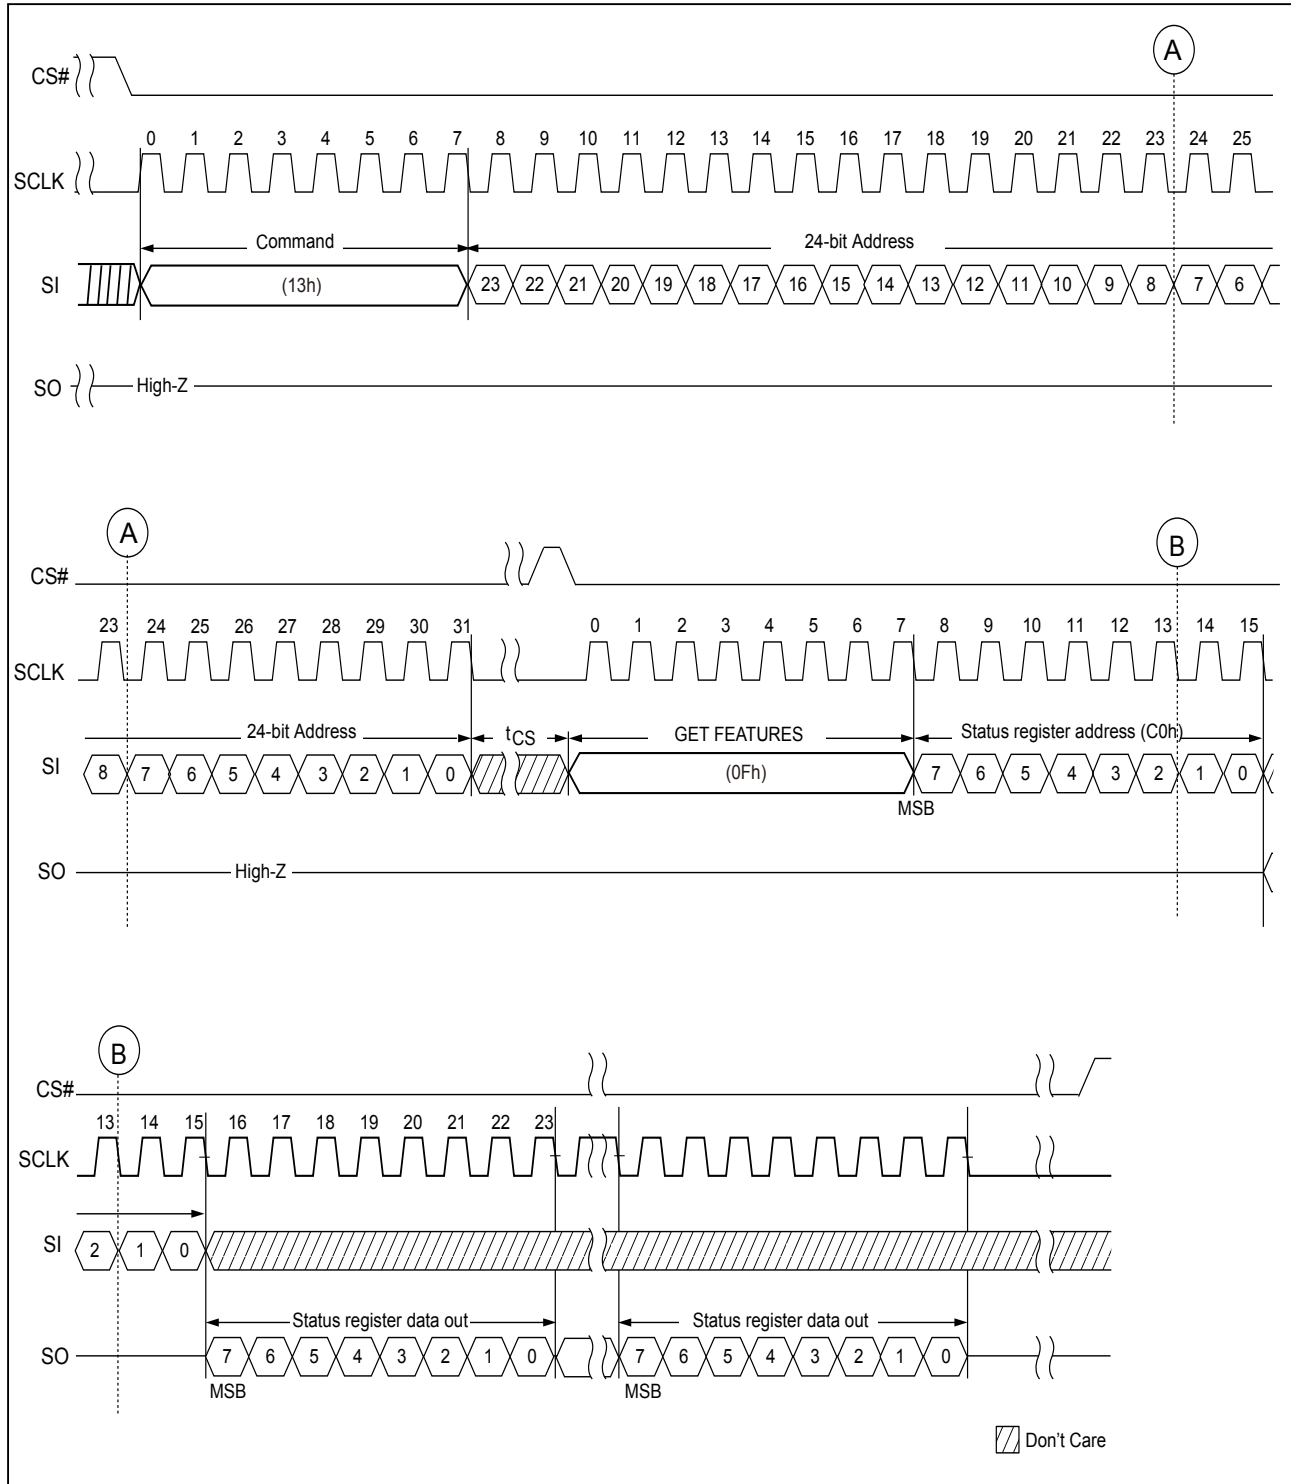 A
CS#
0 1 2 3 4 5 6 7 8 9 10 11 12 13 14 15 16 17 18 19 20 21 22 23 24 25
SCLK
Command 24-bit Address
SI (13h) 23 22 21 20 19 18 17 16 15 14 13 12 11 10 9 8 7 6
SO High-Z
A B
CS#
23 24 25 26 27 28 29 30 31 0 1 2 3 4 5 6 7 8 9 10 11 12 13 14 15
SCLK
24-bit Address tCS GET FEATURES Status register address (C0h)
SI 8 7 6 5 4 3 2 1 0 (0Fh) 7 6 5 4 3 2 1 0
MSB
SO High-Z
B
CS#
13 14 15 16 17 18 19 20 21 22 23
SCLK
SI 2 1 0
Status register data out Status register data out
SO 7 6 5 4 3 2 1 0 7 6 5 4 3 2 1 0
MSB MSB
Don't Care